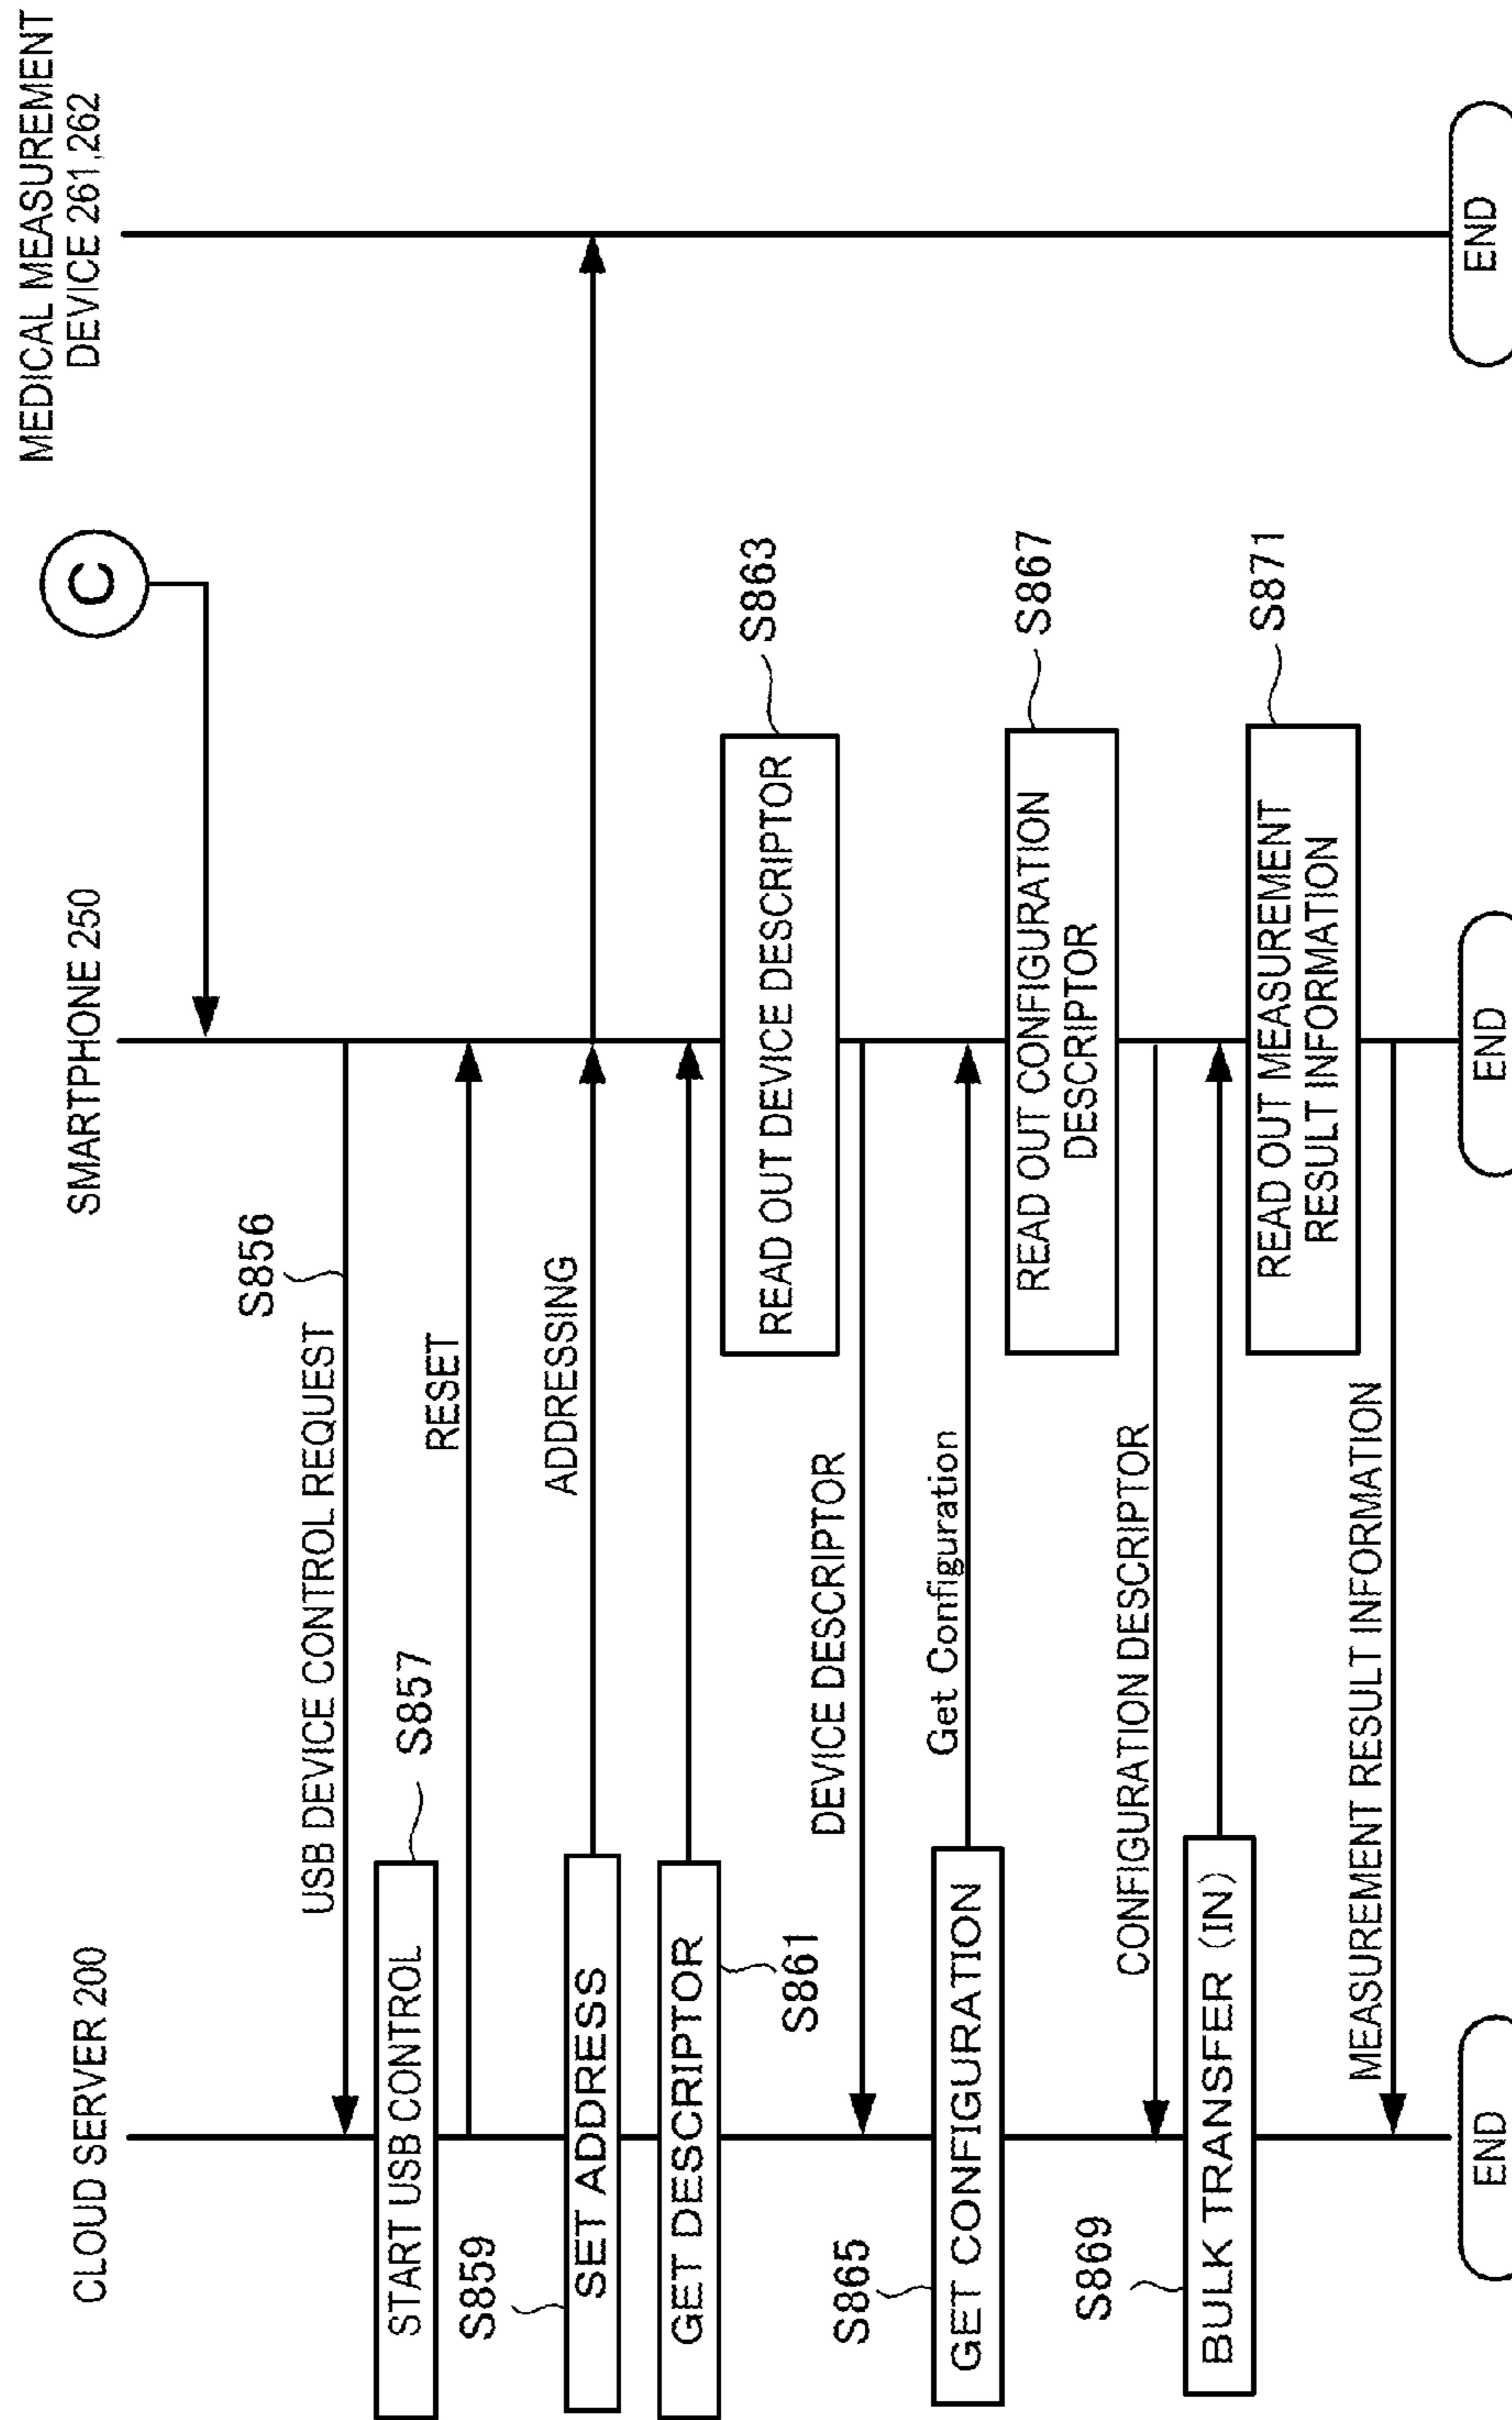 CLOUD SERVER 200
SMARTPHONE 250
MEDICAL MEASUREMENT
DEVICE 261,262
C
S856
USB DEVICE CONTROL REQUEST
START USB CONTROL
S857
RESET
S859
SET ADDRESS
ADDRESSING
GET DESCRIPTOR
S861
READ OUT DEVICE DESCRIPTOR
S863
DEVICE DESCRIPTOR
S865
GET CONFIGURATION
Get Configuration
READ OUT CONFIGURATION
DESCRIPTOR
S867
CONFIGURATION DESCRIPTOR
S869
BULK TRANSFER (IN)
READ OUT MEASUREMENT
RESULT INFORMATION
S871
MEASUREMENT RESULT INFORMATION
END
END
END